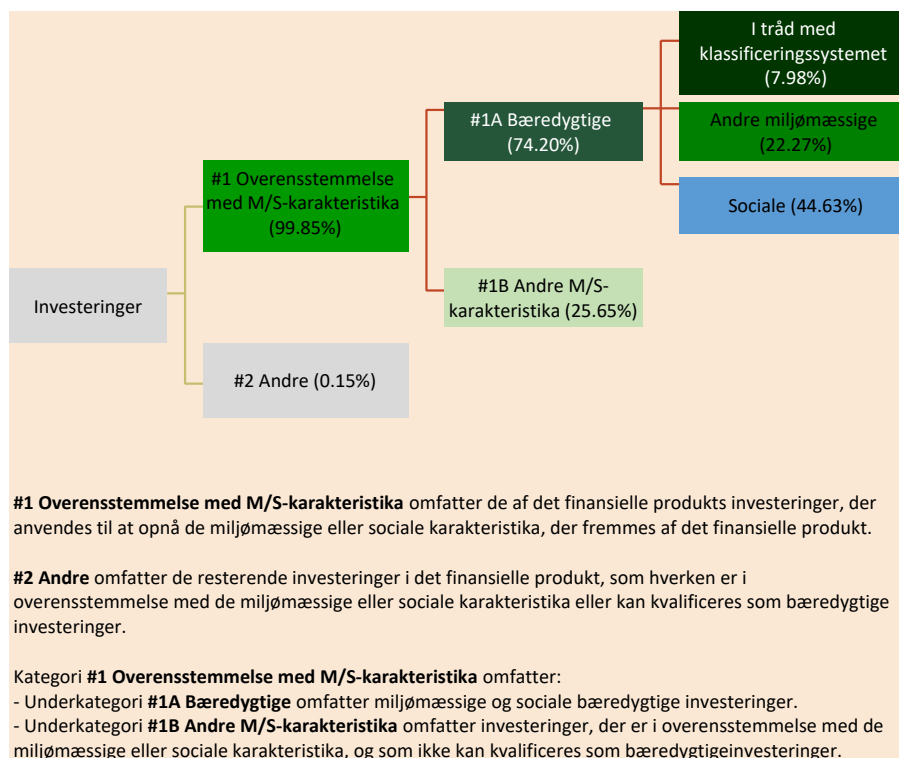 I tråd med
klassificeringssystemet
(7.98%)
#1A Bæredygtige
(74.20%)
Andre miljømæssige
(22.27%)
#1 Overensstemmelse
med M/S-karakteristika
(99.85%)
Sociale (44.63%)
Investeringer
#1B Andre M/S-
karakteristika (25.65%)
#2 Andre (0.15%)
#1 Overensstemmelse med M/S-karakteristika omfatter de af det finansielle produkts investeringer, der
anvendes til at opnå de miljømæssige eller sociale karakteristika, der fremmes af det finansielle produkt.
#2 Andre omfatter de resterende investeringer i det finansielle produkt, som hverken er i
overensstemmelse med de miljømæssige eller sociale karakteristika eller kan kvalificeres som bæredygtige
investeringer.
Kategori #1 Overensstemmelse med M/S-karakteristika omfatter:
- Underkategori #1A Bæredygtige omfatter miljømæssige og sociale bæredygtige investeringer.
- Underkategori #1B Andre M/S-karakteristika omfatter investeringer, der er i overensstemmelse med de
miljømæssige eller sociale karakteristika, og som ikke kan kvalificeres som bæredygtigeinvesteringer.